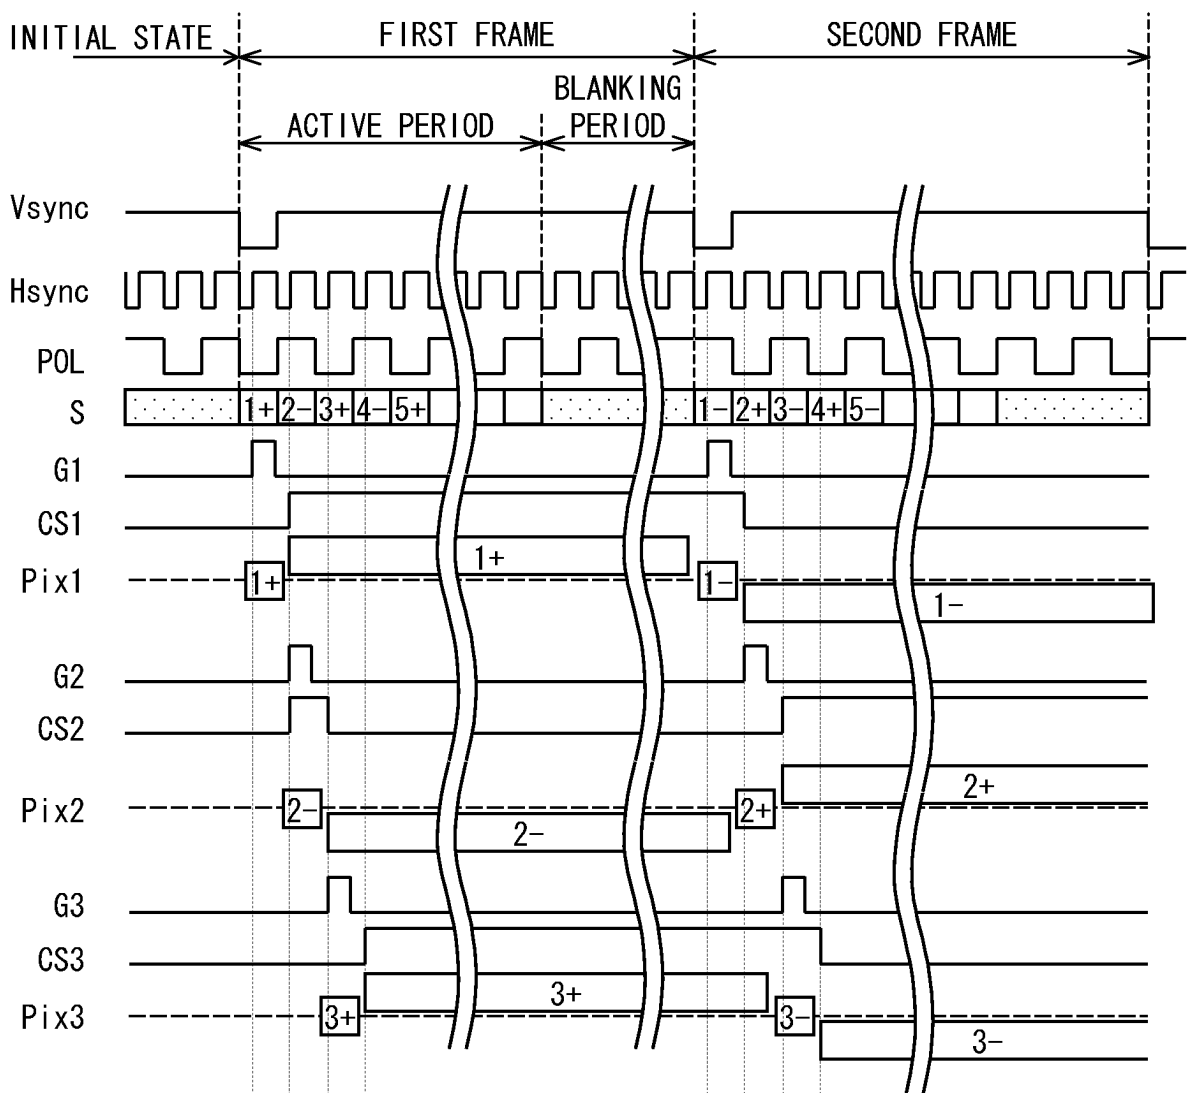 INITIAL STATE
FIRST FRAME
SECOND FRAME
ACTIVE PERIOD
BLANKING
PERIOD
Vsync
Hsync
POL
S 1+ 2- 3+ 4- 5+ 1- 2+ 3- 4+ 5-
G1
CS1
1+
Pix1 1+ 1-
1-
G2
CS2
2+
Pix2 2- 2+
2-
G3
CS3
3+
Pix3 3+ 3-
3-